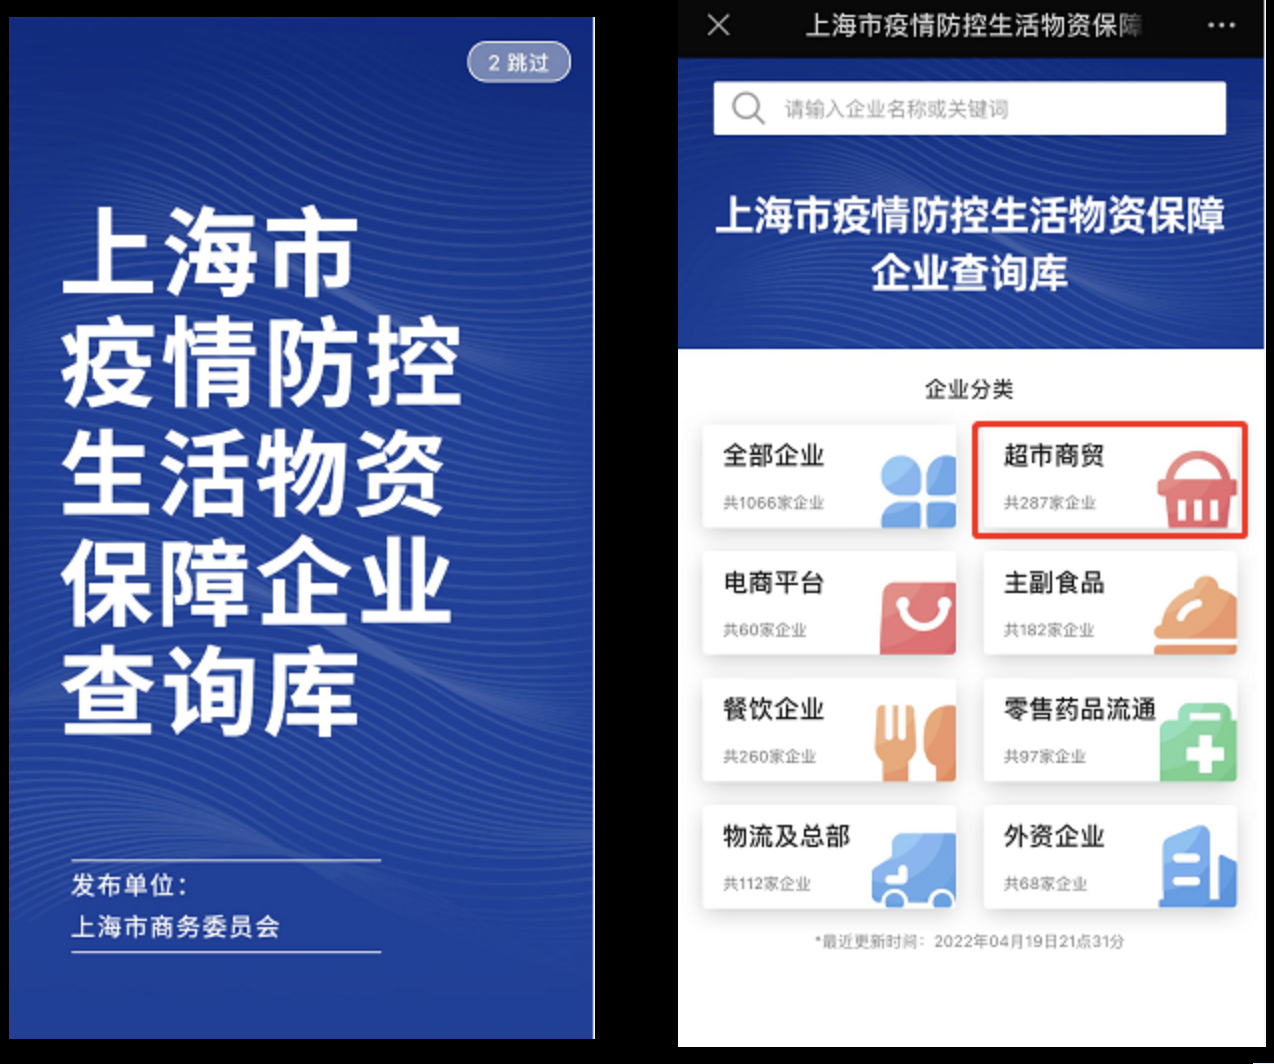 2 跳过
上海市
疫情防控
生活物资
保障企业
查询库
发布单位：
上海市商务委员会
上海市疫情防控生活物资保障
请输入企业名称或关键词
上海市疫情防控生活物资保障
企业查询库
企业分类
全部企业
共1066家企业
超市商贸
共287家企业
电商平台
共60家企业
主副食品
共182家企业
餐饮企业
共260家企业
零售药品流通
共97家企业
物流及总部
共112家企业
外资企业
共68家企业
*最近更新时间：2022年04月19日21点31分